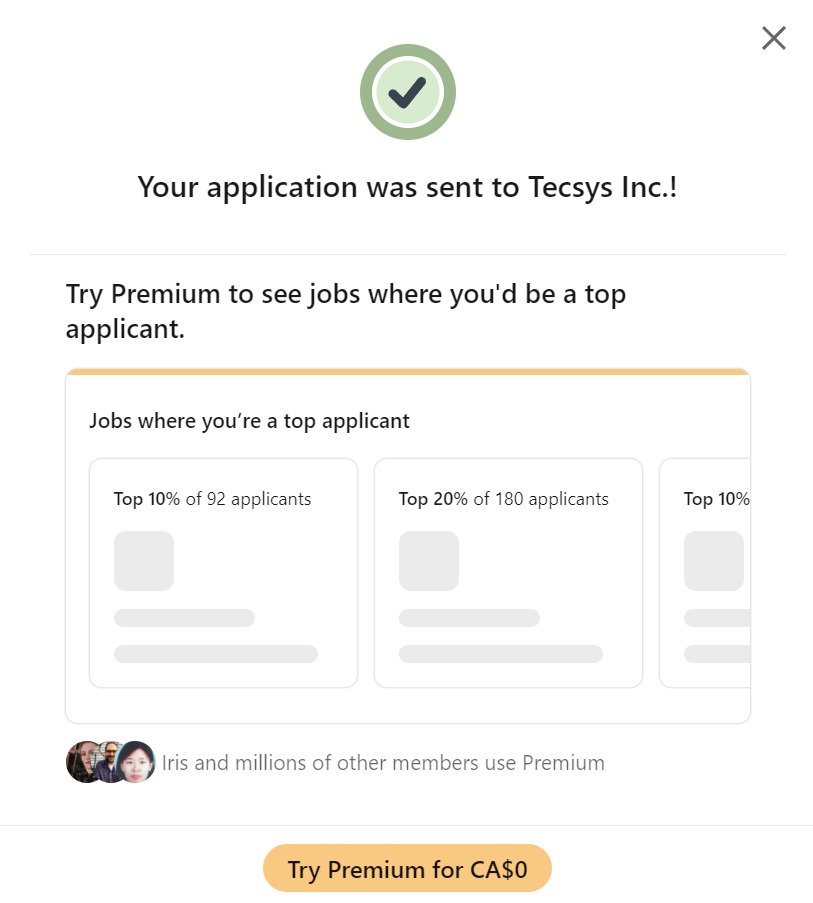 Your application was sent to Tecsys Inc.!
Try Premium to see jobs where you'd be a top
applicant.
Jobs where you’re a top applicant
Top 10% of 92 applicants
Top 20% of 180 applicants
Top 10%
Iris and millions of other members use Premium
Try Premium for CA$0